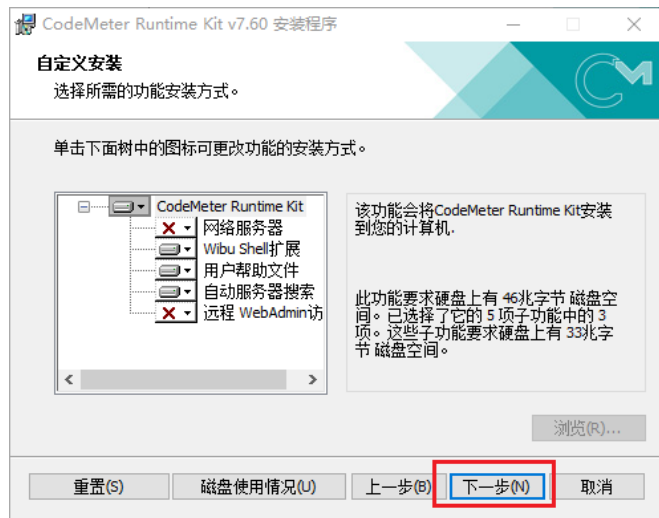 CodeMeter Runtime Kit v7.60 安装程序
自定义安装
选择所需的功能安装方式。
单击下面树中的图标可更改功能的安装方式。
CodeMeter Runtime Kit
网络服务器
Wibu Shell扩展
用户帮助文件
自动服务器搜索
远程 WebAdmin访
该功能会将CodeMeter Runtime Kit安装
到您的计算机.
此功能要求硬盘上有 46兆字节 磁盘空
间。已选择了它的 5 项子功能中的 3
项。这些子功能要求硬盘上有 33兆字
节 磁盘空间。
浏览(R)...
重置(S) 磁盘使用情况(U) 上一步(B) 下一步(N) 取消